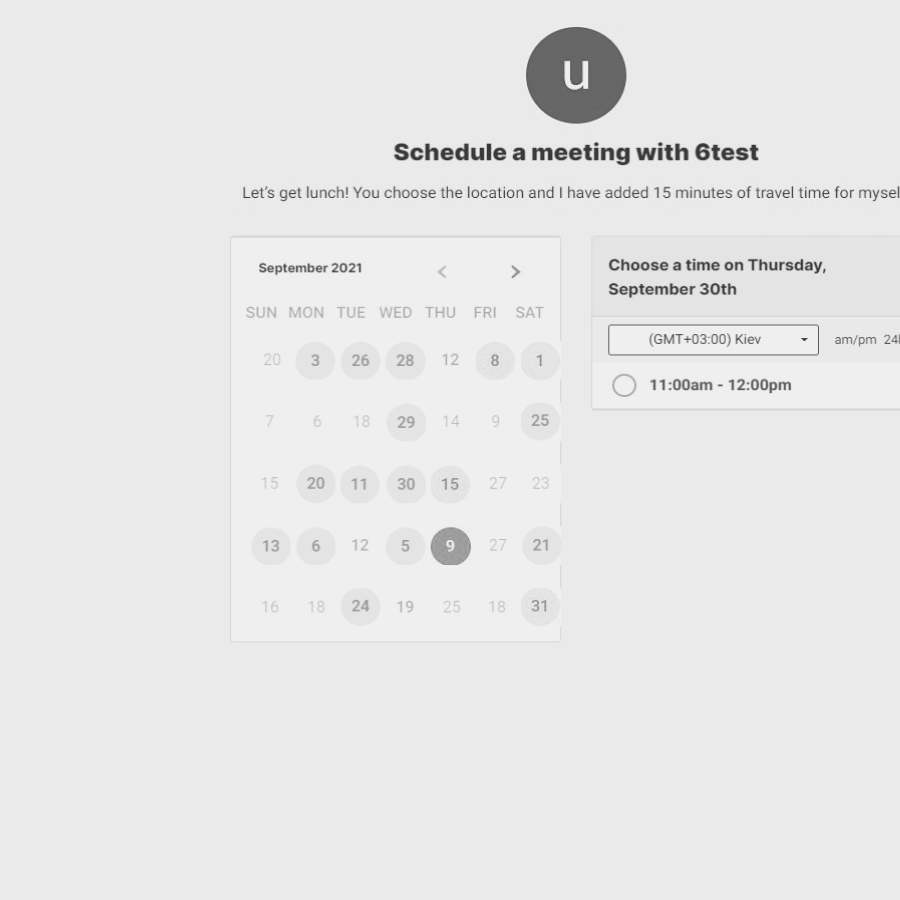 u
Schedule a meeting with 6test
Let's get lunch! You choose the location and I have added 15 minutes of travel time for mysel
September 2021
SUN MON TUE WED THU FRI SAT
20 3 26 28 12 8 1
7 6 18 29 14 9 25
15 20 11 30 15 27 23
13 6 12 5 9 27 21
16 18 24 19 25 18 31
Choose a time on Thursday,
September 30th
(GMT+03:00) Kiev am/pm 24h
11:00am - 12:00pm